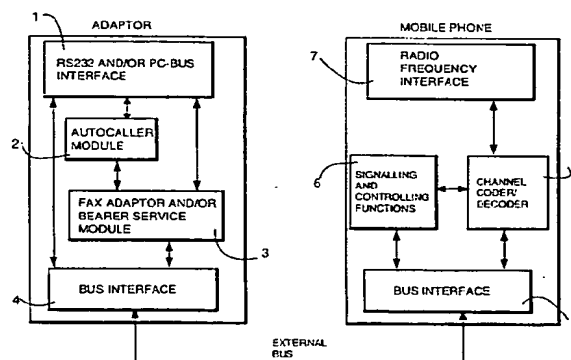 ADAPTOR
1
RS232 AND/OR PC-BUS
INTERFACE
2
AUTOCALLER
MODULE
FAX ADAPTOR AND/OR
BEARER SERVICE
MODULE
3
4
BUS INTERFACE
EXTERNAL
BUS
MOBILE PHONE
7
RADIO
FREQUENCY
INTERFACE
6
SIGNALLING
AND
CONTROLLING
FUNCTIONS
CHANNEL
CODER/
DECODER
BUS INTERFACE